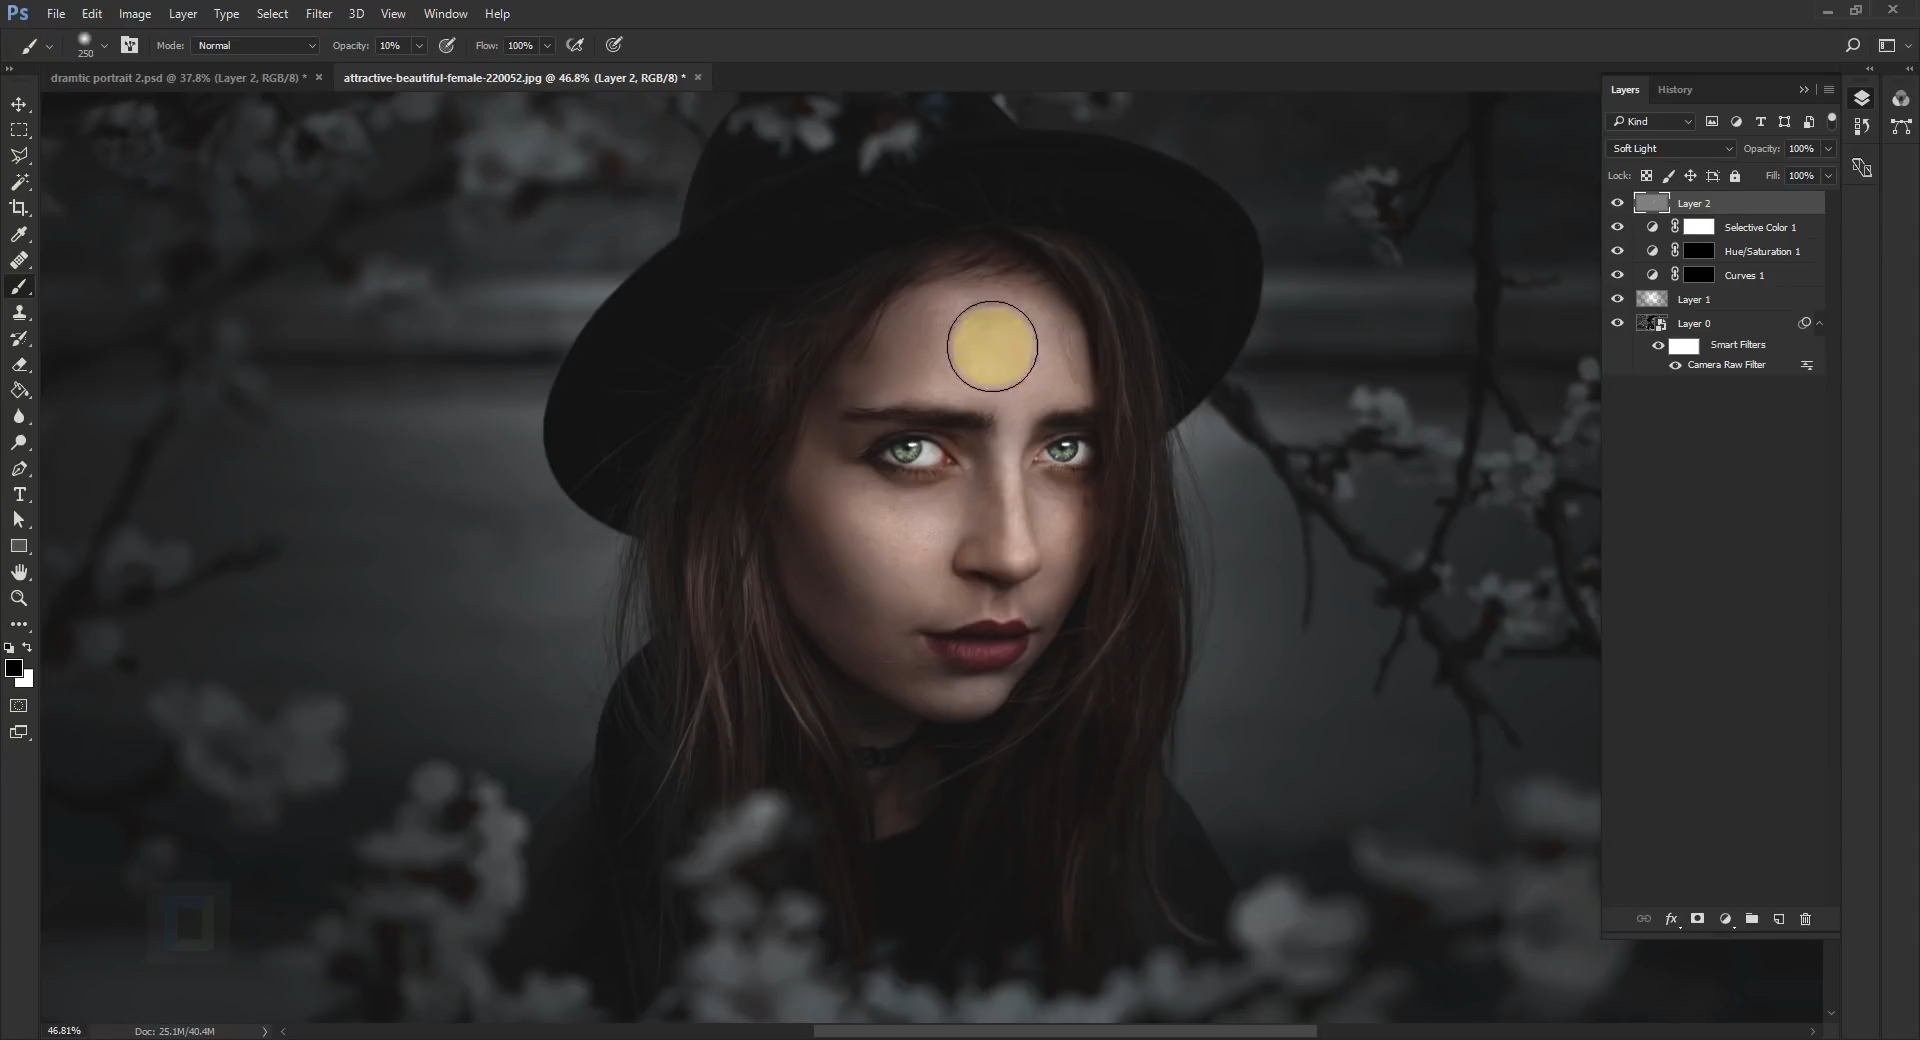 Ps File Edit Image Layer Type Select Filter 3D View Window Help
250 Mode: Normal Opacity: 10% Flow: 100%
dramtic portrait 2.psd @ 37.8% (Layer 2, RGB/8) * × attractive-beautiful-female-220052.jpg @ 46.8% (Layer 2, RGB/8) * ×
Layers History
Kind
Soft Light Opacity: 100%
Lock: Fill: 100%
Layer 2
Selective Color 1
Hue/Saturation 1
Curves 1
Layer 1
Layer 0
Smart Filters
Camera Raw Filter
fx
46.81% Doc: 25.1M/40.4M